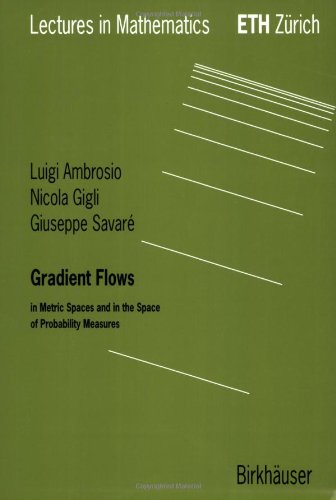 Lectures in Mathematics ETH Zürich
Luigi Ambrosio
Nicola Gigli
Giuseppe Savaré
Gradient Flows
in Metric Spaces and in the Space
of Probability Measures
Birkhäuser